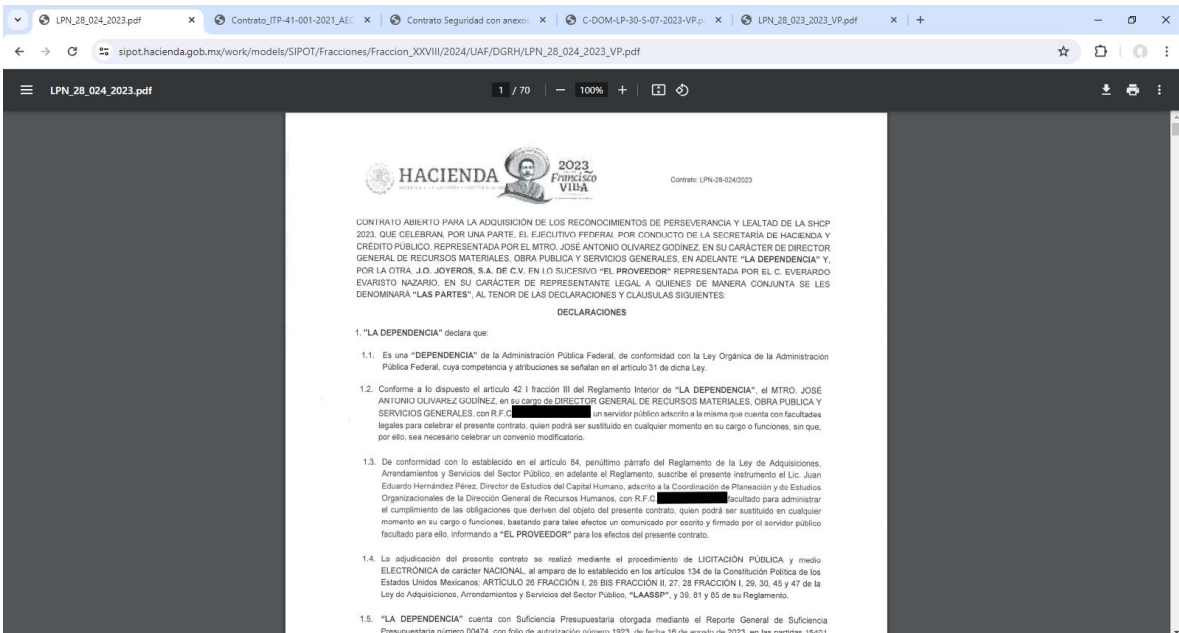 LPN_28_024_2023.pdf
Contrato_ITP-41-001-2021_AEC
Contrato Seguridad con anexos
C-DOM-LP-30-S-07-2023-VP.p
LPN_28_023_2023_VP.pdf
sipot.hacienda.gob.mx/work/models/SIPOT/Fracciones/Fraccion_XXVIII/2024/UAF/DGRH/LPN_28_024_2023_VP.pdf
LPN_28_024_2023.pdf
1 / 70
100%
HACIENDA
2023
Francisco
VILLA
Contrato: LPN-28-024/2023
CONTRATO ABIERTO PARA LA ADQUISICIÓN DE LOS RECONOCIMIENTOS DE PERSEVERANCIA Y LEALTAD DE LA SHCP
2023, QUE CELEBRAN, POR UNA PARTE, EL EJECUTIVO FEDERAL POR CONDUCTO DE LA SECRETARÍA DE HACIENDA Y
CRÉDITO PÚBLICO, REPRESENTADA POR EL MTRO. JOSÉ ANTONIO OLIVAREZ GODÍNEZ, EN SU CARÁCTER DE DIRECTOR
GENERAL DE RECURSOS MATERIALES, OBRA PUBLICA Y SERVICIOS GENERALES, EN ADELANTE "LA DEPENDENCIA" Y,
POR LA OTRA, J.O. JOYEROS, S.A. DE C.V. EN LO SUCESIVO "EL PROVEEDOR" REPRESENTADA POR EL C. EVERARDO
EVARISTO NAZARIO, EN SU CARÁCTER DE REPRESENTANTE LEGAL A QUIENES DE MANERA CONJUNTA SE LES
DENOMINARÁ "LAS PARTES", AL TENOR DE LAS DECLARACIONES Y CLÁUSULAS SIGUIENTES:
DECLARACIONES
1. "LA DEPENDENCIA" declara que:
1.1. Es una "DEPENDENCIA" de la Administración Pública Federal, de conformidad con la Ley Orgánica de la Administración
Pública Federal, cuya competencia y atribuciones se señalan en el artículo 31 de dicha Ley.
1.2. Conforme a lo dispuesto el artículo 42 I fracción III del Reglamento Interior de "LA DEPENDENCIA", el MTRO. JOSÉ
ANTONIO OLIVAREZ GODÍNEZ, en su cargo de DIRECTOR GENERAL DE RECURSOS MATERIALES, OBRA PUBLICA Y
SERVICIOS GENERALES, con R.F.C un servidor público adscrito a la misma que cuenta con facultades
legales para celebrar el presente contrato, quien podrá ser sustituido en cualquier momento en su cargo o funciones, sin que,
por ello, sea necesario celebrar un convenio modificatorio.
1.3. De conformidad con lo establecido en el artículo 84, penúltimo párrafo del Reglamento de la Ley de Adquisiciones,
Arrendamientos y Servicios del Sector Público, en adelante el Reglamento, suscribe el presente instrumento el Lic. Juan
Eduardo Hernández Pérez, Director de Estudios del Capital Humano, adscrito a la Coordinación de Planeación y de Estudios
Organizacionales de la Dirección General de Recursos Humanos, con R.F.C facultado para administrar
el cumplimiento de las obligaciones que deriven del objeto del presente contrato, quien podrá ser sustituido en cualquier
momento en su cargo o funciones, bastando para tales efectos un comunicado por escrito y firmado por el servidor público
facultado para ello, informando a "EL PROVEEDOR" para los efectos del presente contrato.
1.4. La adjudicación del presente contrato se realizó mediante el procedimiento de LICITACIÓN PÚBLICA y medio
ELECTRÓNICA de carácter NACIONAL, al amparo de lo establecido en los artículos 134 de la Constitución Política de los
Estados Unidos Mexicanos; ARTÍCULO 26 FRACCIÓN I, 26 BIS FRACCIÓN II, 27, 28 FRACCIÓN I, 29, 30, 45 y 47 de la
Ley de Adquisiciones, Arrendamientos y Servicios del Sector Público, "LAASSP", y 39, 81 y 85 de su Reglamento.
1.5. "LA DEPENDENCIA" cuenta con Suficiencia Presupuestaria otorgada mediante el Reporte General de Suficiencia
Presupuestaria número 00474, con folio de autorización número 1923, de fecha 16 de agosto de 2023, en las partidas 15401